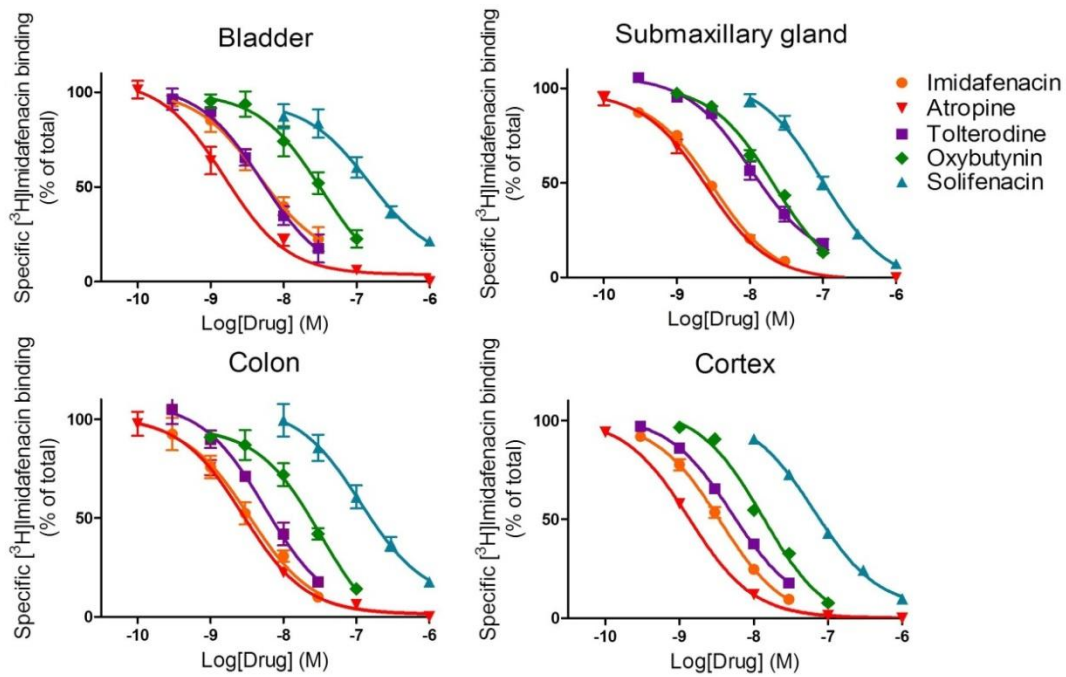 Bladder
Specific [³H]Imidafenacin binding
(% of total)
100
50
0
-10 -9 -8 -7 -6
Log[Drug] (M)
Submaxillary gland
Specific [³H]Imidafenacin binding
(% of total)
100
50
0
-10 -9 -8 -7 -6
Log[Drug] (M)
Imidafenacin
Atropine
Tolterodine
Oxybutynin
Solifenacin
Colon
Specific [³H]Imidafenacin binding
(% of total)
100
50
0
-10 -9 -8 -7 -6
Log[Drug] (M)
Cortex
Specific [³H]Imidafenacin binding
(% of total)
100
50
0
-10 -9 -8 -7 -6
Log[Drug] (M)